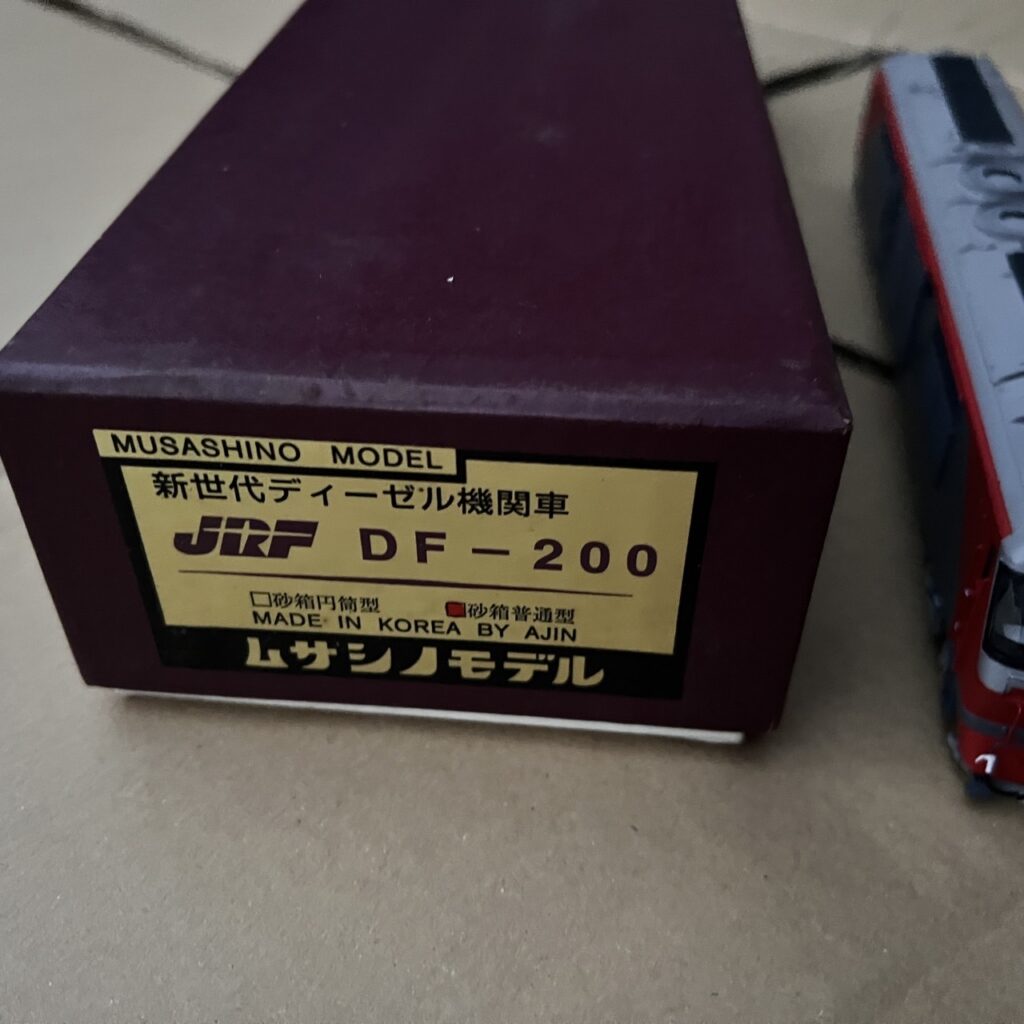 MUSASHINO MODEL
新世代ディーゼル機関車
JRF DF-200
□砂箱円筒型 ■砂箱普通型
MADE IN KOREA BY AJIN
ムサシノモデル